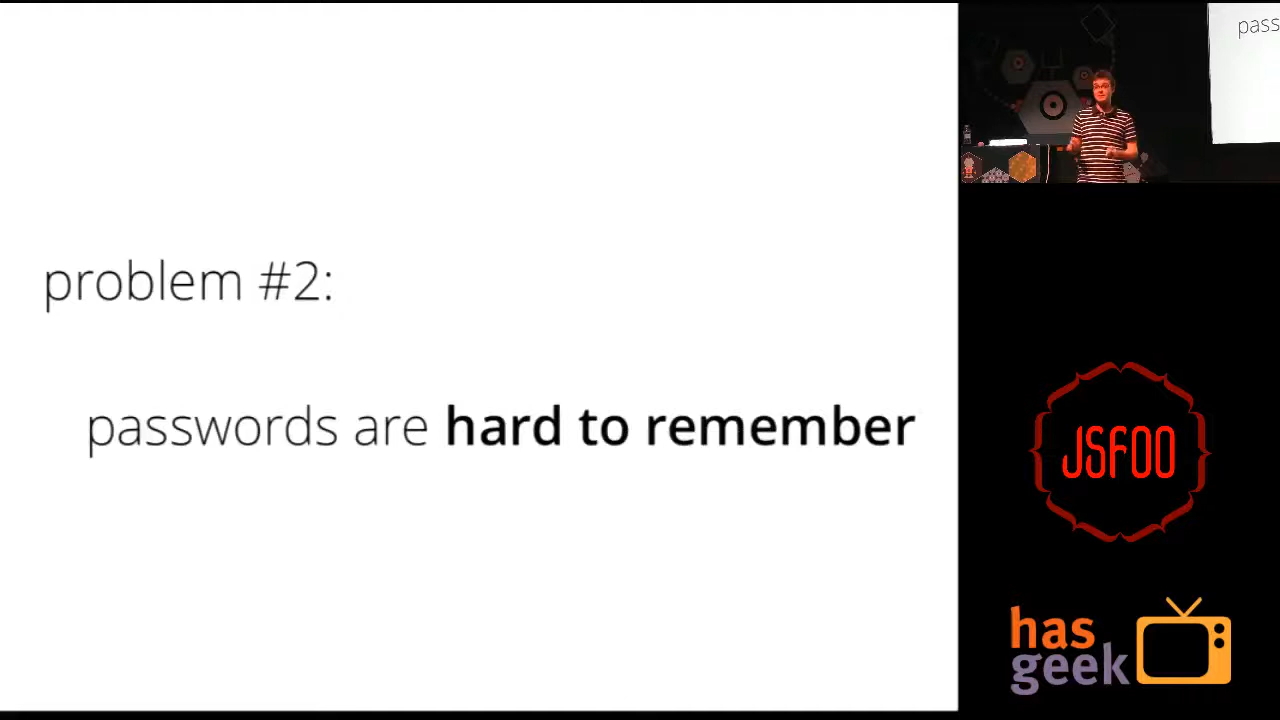 problem #2:
passwords are hard to remember
pass
JSFOO
has
geek